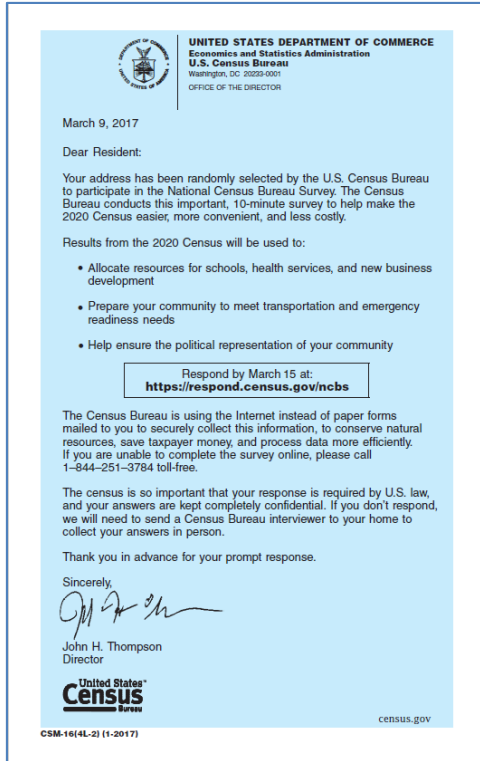 UNITED STATES DEPARTMENT OF COMMERCE
Economics and Statistics Administration
U.S. Census Bureau
Washington, DC 20233-0001
OFFICE OF THE DIRECTOR
DEPARTMENT OF COMMERCE
UNITED STATES OF AMERICA
March 9, 2017
Dear Resident:
Your address has been randomly selected by the U.S. Census Bureau
to participate in the National Census Bureau Survey. The Census
Bureau conducts this important, 10-minute survey to help make the
2020 Census easier, more convenient, and less costly.
Results from the 2020 Census will be used to:
• Allocate resources for schools, health services, and new business
development
• Prepare your community to meet transportation and emergency
readiness needs
• Help ensure the political representation of your community
Respond by March 15 at:
https://respond.census.gov/ncbs
The Census Bureau is using the Internet instead of paper forms
mailed to you to securely collect this information, to conserve natural
resources, save taxpayer money, and process data more efficiently.
If you are unable to complete the survey online, please call
1–844–251–3784 toll-free.
The census is so important that your response is required by U.S. law,
and your answers are kept completely confidential. If you don't respond,
we will need to send a Census Bureau interviewer to your home to
collect your answers in person.
Thank you in advance for your prompt response.
Sincerely,
John H. Thompson
Director
United States™
Census
Bureau
census.gov
CSM-16(4L-2) (1-2017)